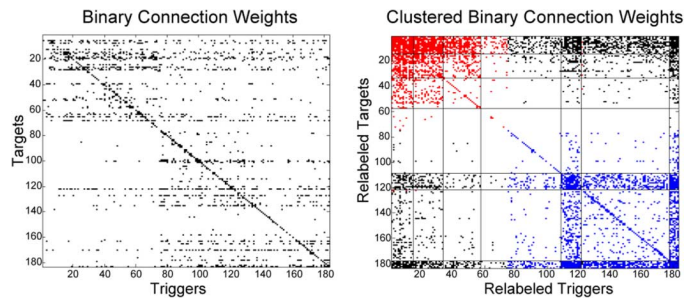 Binary Connection Weights
Targets
20
40
60
80
100
120
140
160
180
20 40 60 80 100 120 140 160 180
Triggers
Clustered Binary Connection Weights
Relabeled Targets
20
40
60
80
100
120
140
160
180
20 40 60 80 100 120 140 160 180
Relabeled Triggers